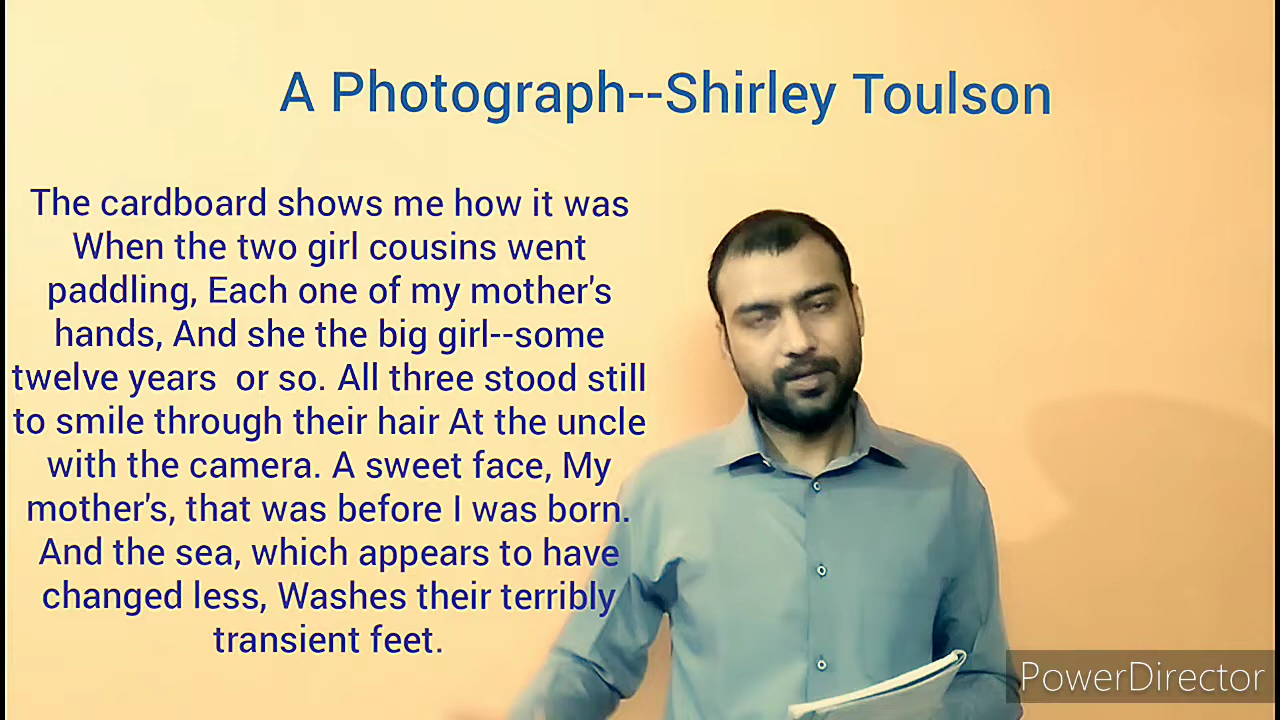 A Photograph--Shirley Toulson
The cardboard shows me how it was
When the two girl cousins went
paddling, Each one of my mother's
hands, And she the big girl--some
twelve years  or so. All three stood still
to smile through their hair At the uncle
with the camera. A sweet face, My
mother's, that was before I was born.
And the sea, which appears to have
changed less, Washes their terribly
transient feet.
PowerDirector